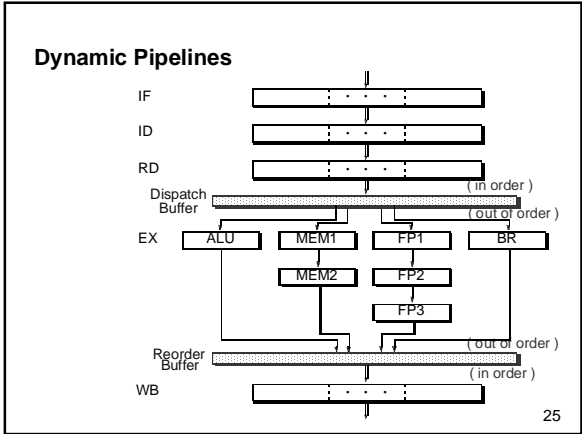 Dynamic Pipelines
IF
· · ·
ID
· · ·
RD
· · ·
( in order )
Dispatch
Buffer
( out of order )
EX
ALU
MEM1
FP1
BR
MEM2
FP2
FP3
( out of order )
Reorder
Buffer
( in order )
WB
· · ·
25